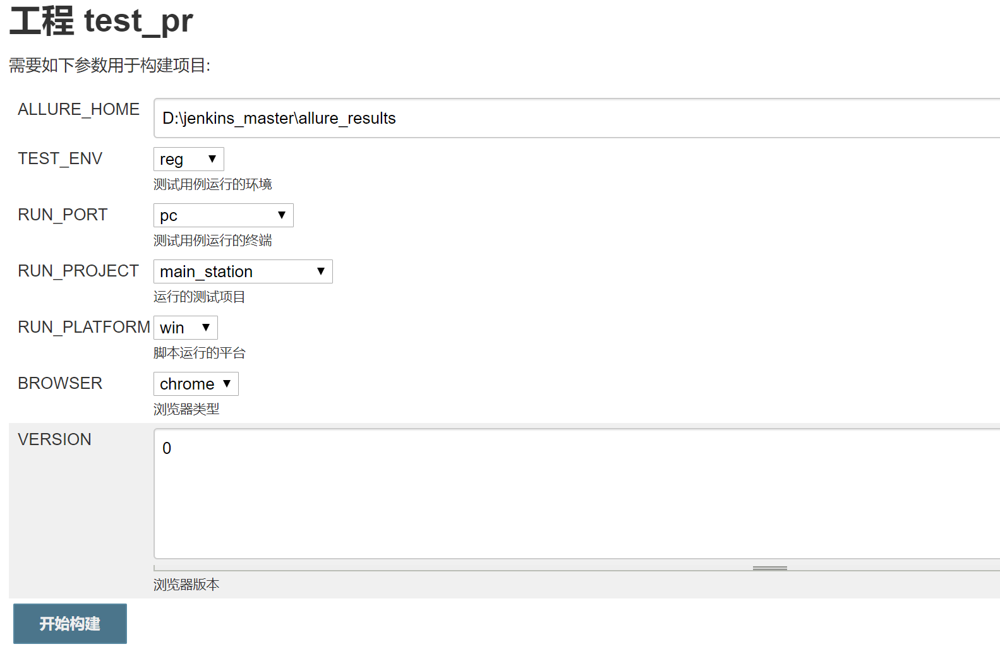 工程 test_pr
需要如下参数用于构建项目:
ALLURE_HOME
D:\jenkins_master\allure_results
TEST_ENV
reg
测试用例运行的环境
RUN_PORT
pc
测试用例运行的终端
RUN_PROJECT
main_station
运行的测试项目
RUN_PLATFORM
win
脚本运行的平台
BROWSER
chrome
浏览器类型
VERSION
0
浏览器版本
开始构建